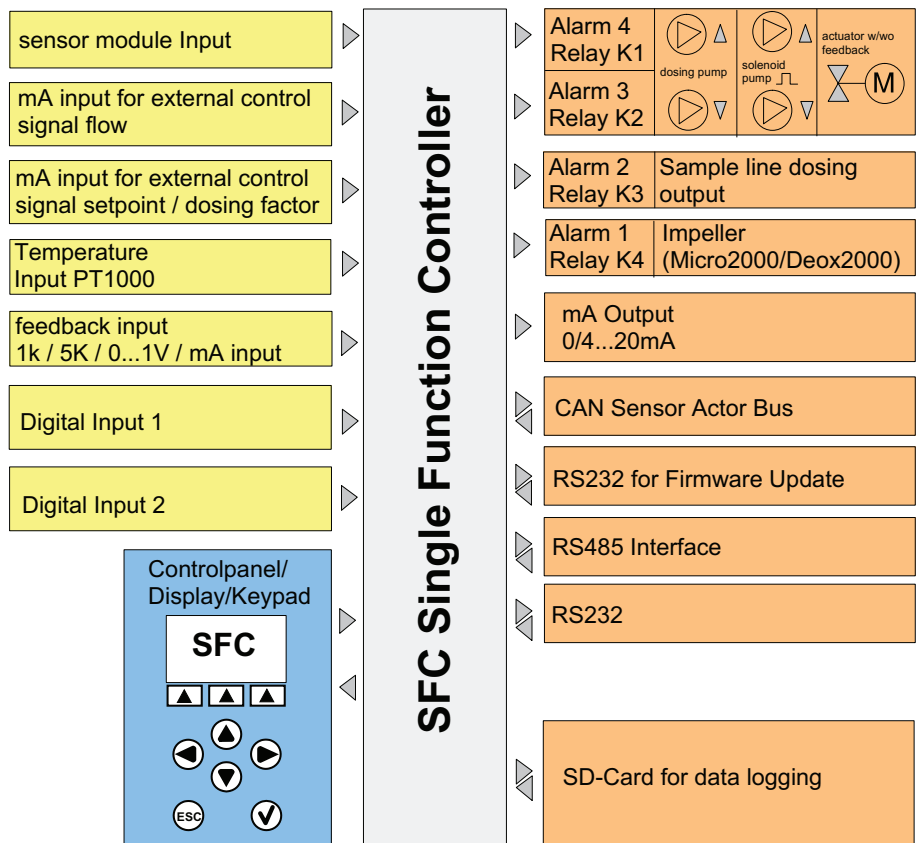 sensor module Input
mA input for external control
signal flow
mA input for external control
signal setpoint / dosing factor
Temperature
Input PT1000
feedback input
1k / 5K / 0...1V / mA input
Digital Input 1
Digital Input 2
Controlpanel/
Display/Keypad
SFC
ESC
SFC Single Function Controller
Alarm 4
Relay K1
Alarm 3
Relay K2
dosing pump
solenoid
pump
actuator w/wo
feedback
M
Alarm 2
Relay K3
Sample line dosing
output
Alarm 1
Relay K4
Impeller
(Micro2000/Deox2000)
mA Output
0/4...20mA
CAN Sensor Actor Bus
RS232 for Firmware Update
RS485 Interface
RS232
SD-Card for data logging